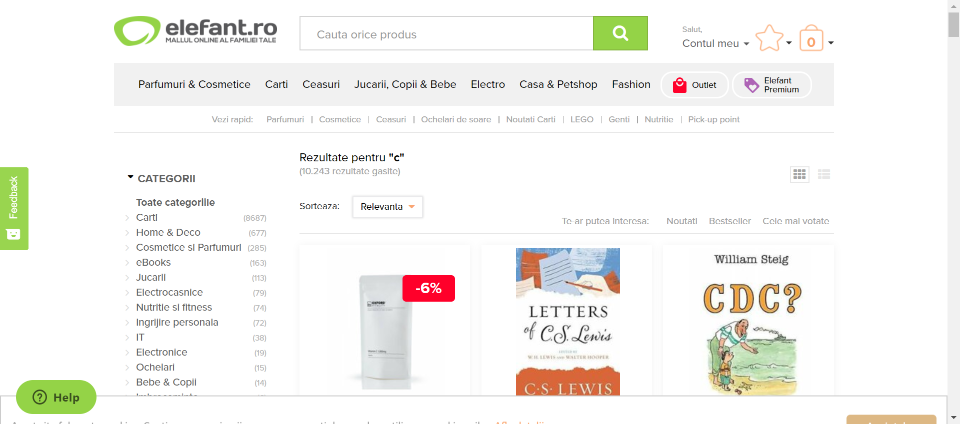 elefant.ro
MALLUL ONLINE AL FAMILIEI TALE
Cauta orice produs
Salut,
Contul meu
0
Parfumuri & Cosmetice Carti Ceasuri Jucarii, Copii & Bebe Electro Casa & Petshop Fashion Outlet Elefant Premium
Vezi rapid: Parfumuri | Cosmetice | Ceasuri | Ochelari de soare | Noutati Carti | LEGO | Genti | Nutritie | Pick-up point
Feedback
CATEGORII
Toate categoriile
Carti (8687)
Home & Deco (677)
Cosmetice si Parfumuri (285)
eBooks (163)
Jucarii (113)
Electrocasnice (79)
Nutritie si fitness (74)
Ingrijire personala (72)
IT (38)
Electronice (19)
Ochelari (15)
Bebe & Copii (14)
Rezultate pentru "c"
(10.243 rezultate gasite)
Sorteaza: Relevanta
Te-ar putea interesa: Noutati Bestseller Cele mai votate
-6%
LETTERS
of C.S. Lewis
EDITED BY
W.H. LEWIS AND WALTER HOOPER
C·S·LEWIS
William Steig
CDC?
Help